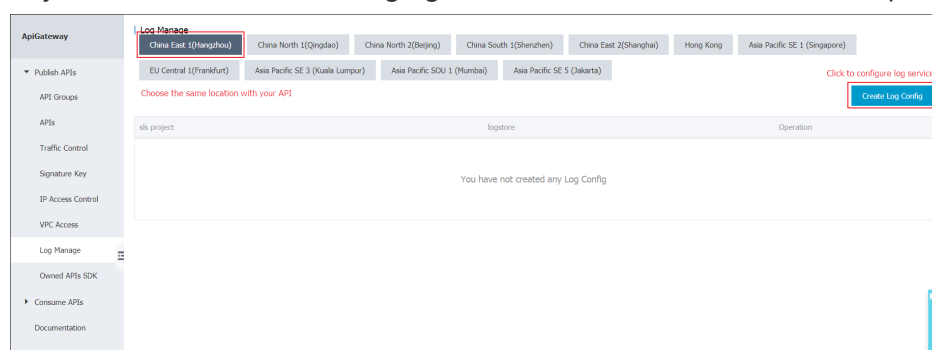 ApiGateway
Publish APIs
API Groups
APIs
Traffic Control
Signature Key
IP Access Control
VPC Access
Log Manage
Owned APIs SDK
Consume APIs
Documentation
Log Manage
China East 1(Hangzhou) China North 1(Qingdao) China North 2(Beijing) China South 1(Shenzhen) China East 2(Shanghai) Hong Kong Asia Pacific SE 1 (Singapore)
EU Central 1(Frankfurt) Asia Pacific SE 3 (Kuala Lumpur) Asia Pacific SOU 1 (Mumbai) Asia Pacific SE 5 (Jakarta)
Click to configure log service
Choose the same location with your API
Create Log Config
sls project logstore Operation
You have not created any Log Config